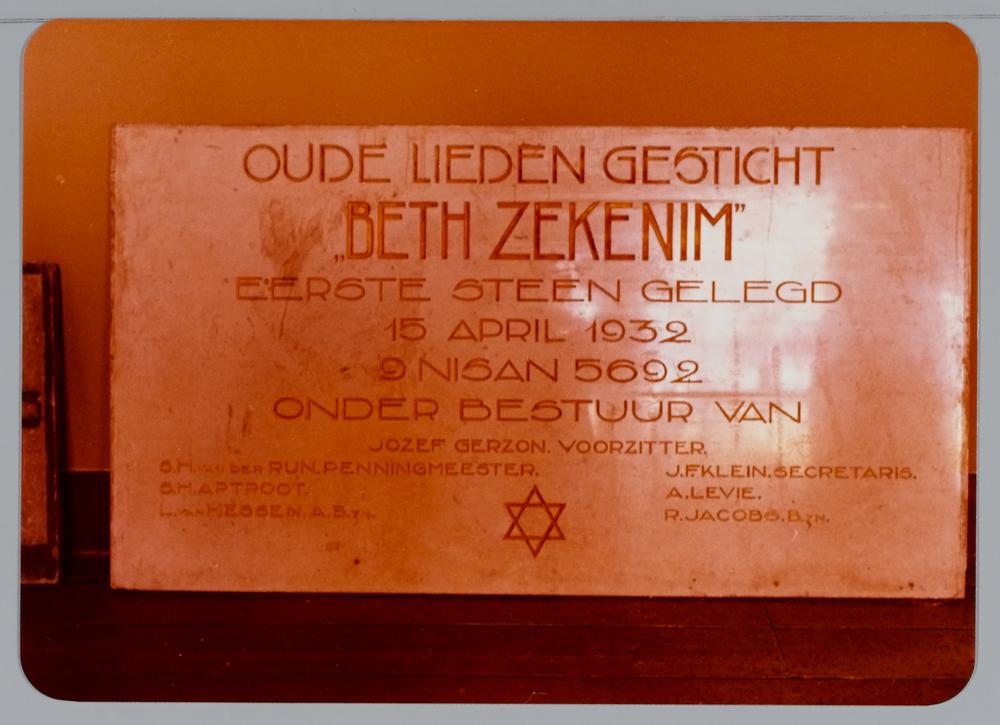 OUDE LIEDEN GESTICHT
„BETH ZEKENIM”
EERSTE STEEN GELEGD
15 APRIL 1932
9 NISAN 5692
ONDER BESTUUR VAN
JOZEF GERZON. VOORZITTER.
S.H. VAN DER RIJN. PENNINGMEESTER.
S.H. APTROOT.
L. VAN HESSEN. A.B.ZN.
J.F. KLEIN. SECRETARIS.
A. LEVIE.
R. JACOBS. B.ZN.